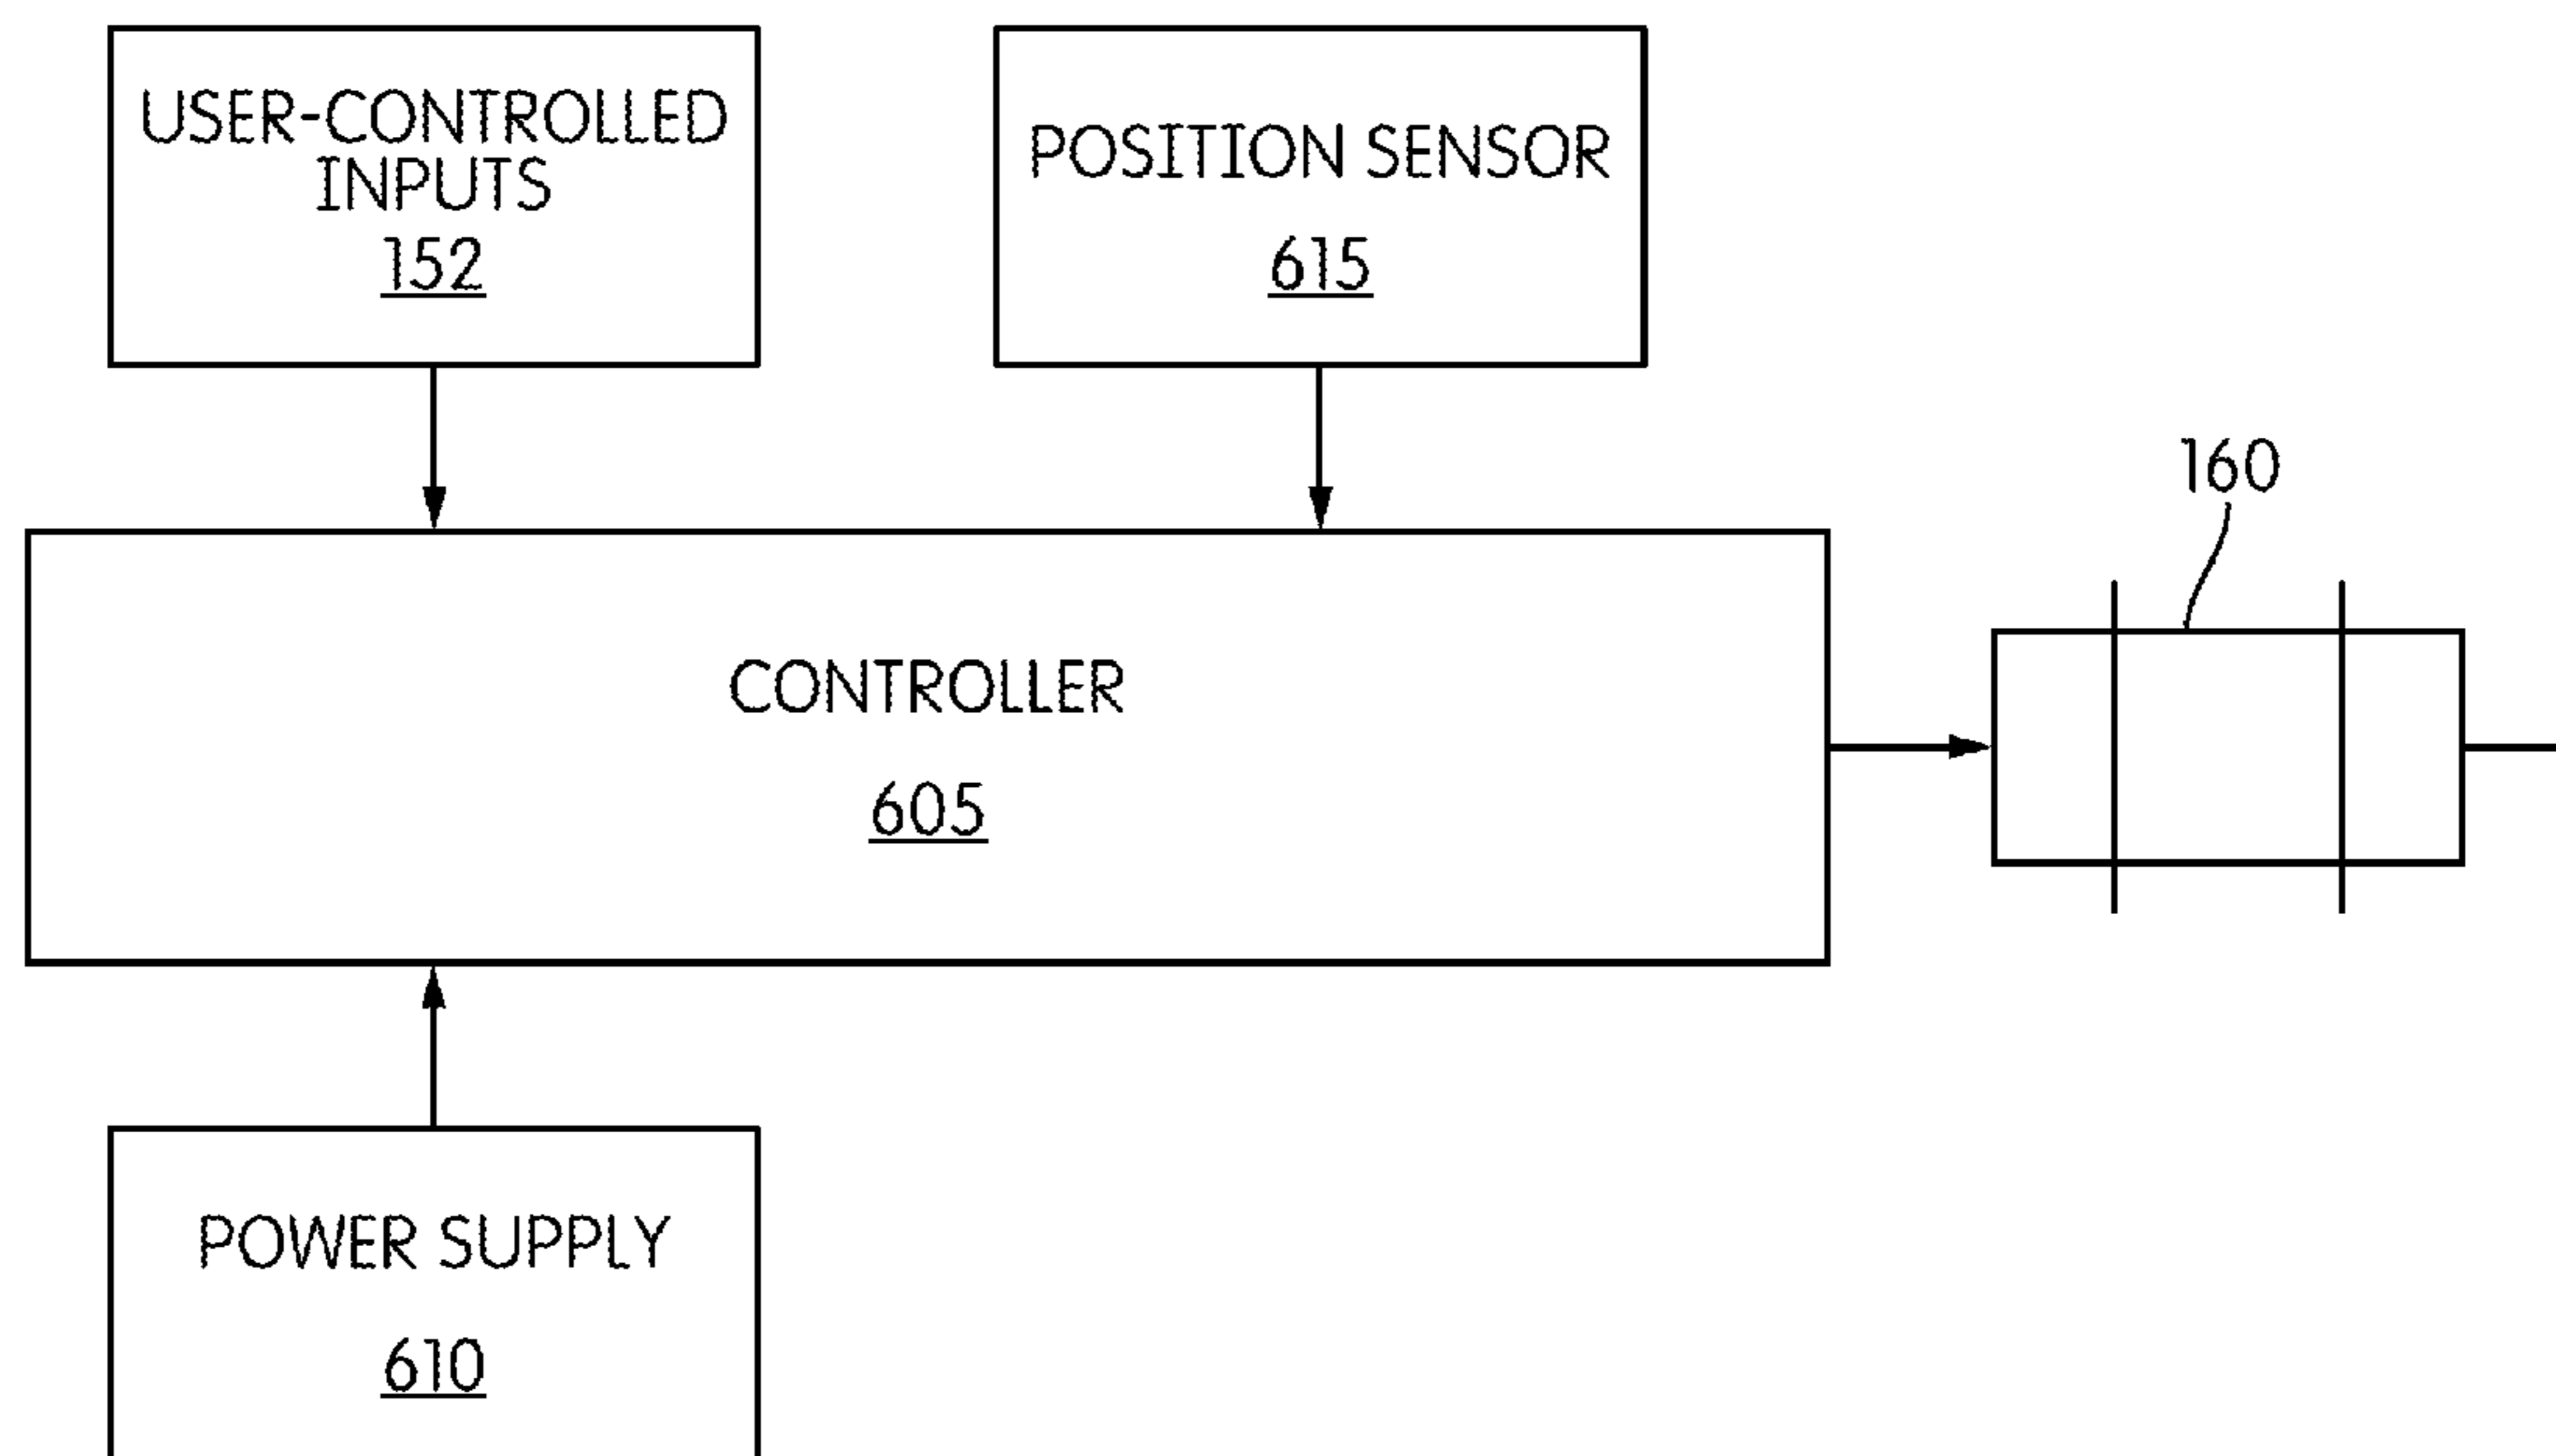 USER-CONTROLLED
INPUTS
152
POSITION SENSOR
615
160
CONTROLLER
605
POWER SUPPLY
610